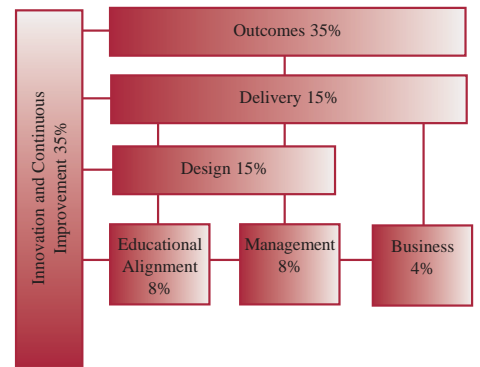 Innovation and Continuous
Improvement 35%
Outcomes 35%
Delivery 15%
Design 15%
Educational
Alignment
8%
Management
8%
Business
4%